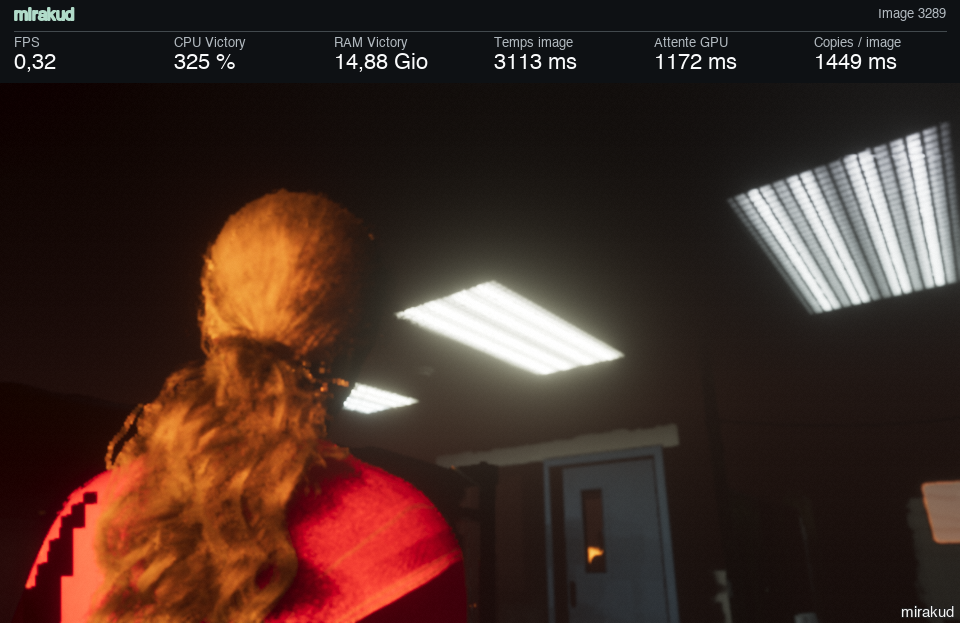 mirakud
Image 3289
FPS CPU Victory RAM Victory Temps image Attente GPU Copies / image
0,32 325 % 14,88 Gio 3113 ms 1172 ms 1449 ms
mirakud